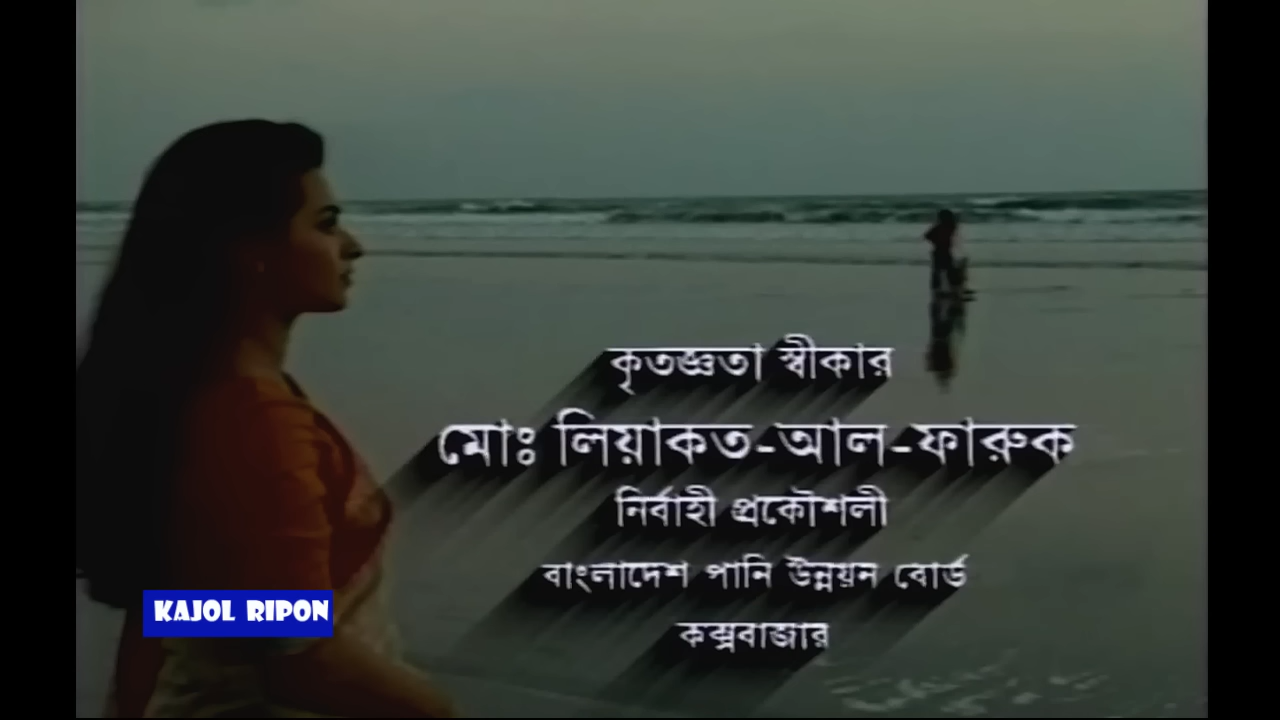 কৃতজ্ঞতা স্বীকার
মোঃ লিয়াকত-আল-ফারুক
নির্বাহী প্রকৌশলী
বাংলাদেশ পানি উন্নয়ন বোর্ড
কক্সবাজার
KAJOL RIPON